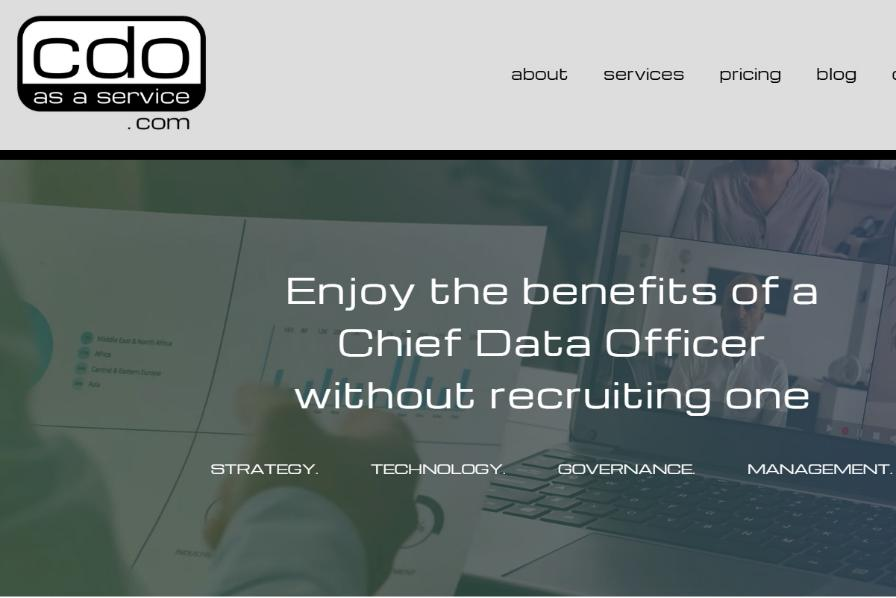 cdo
as a service
.com
about services pricing blog
Enjoy the benefits of a
Chief Data Officer
without recruiting one
STRATEGY. TECHNOLOGY. GOVERNANCE. MANAGEMENT.
Middle East & North Africa
Africa
Central & Eastern Europe
Asia